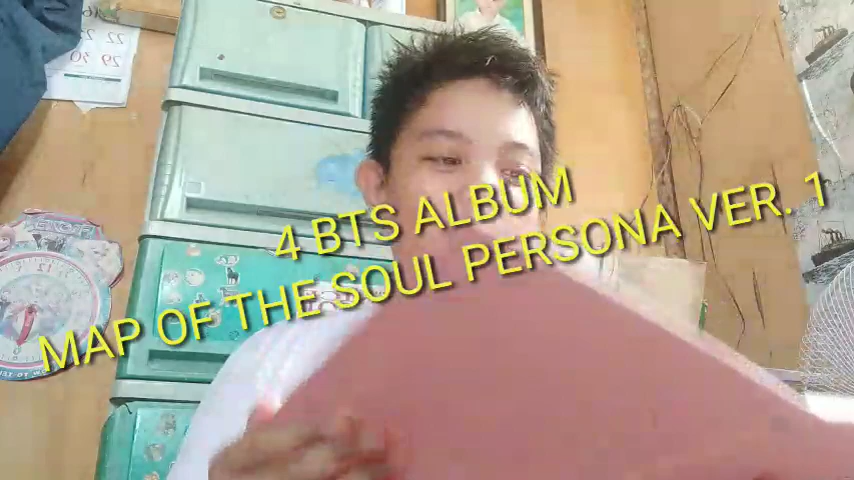 4 BTS ALBUM
MAP OF THE SOUL PERSONA VER. 1